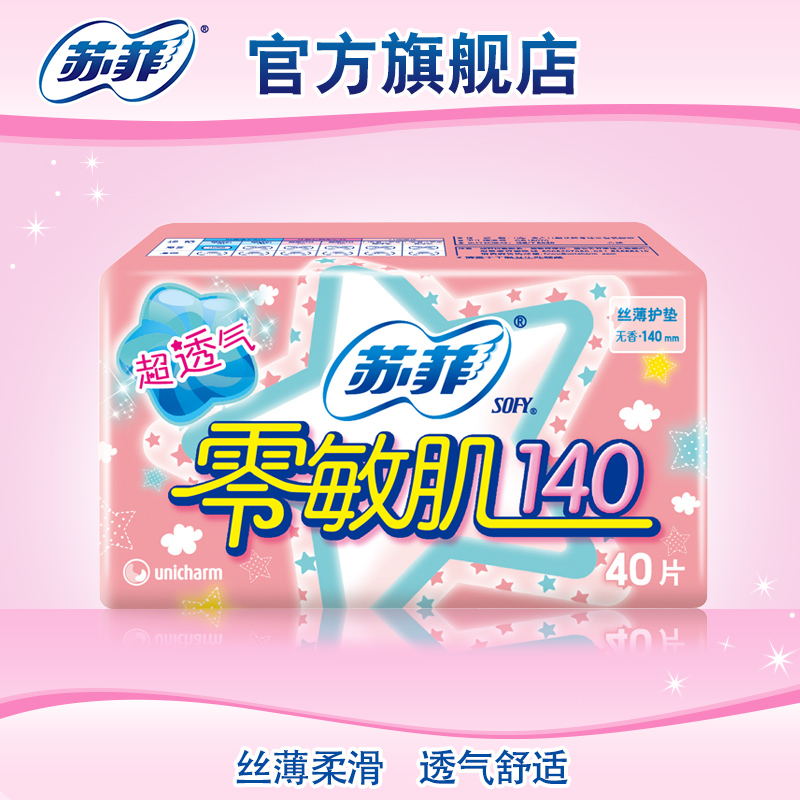 苏菲®
官方旗舰店
超透气
苏菲®
SOFY®
丝薄护垫
无香·140mm
零敏肌140
unicharm
40片
丝薄柔滑 透气舒适